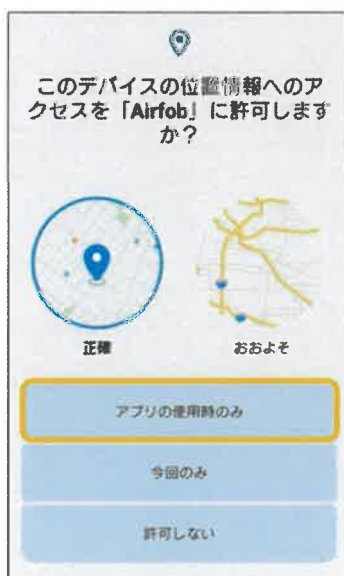 このデバイスの位置情報へのア
クセスを「Airfob」に許可します
か？
正確
おおよそ
アプリの使用時のみ
今回のみ
許可しない